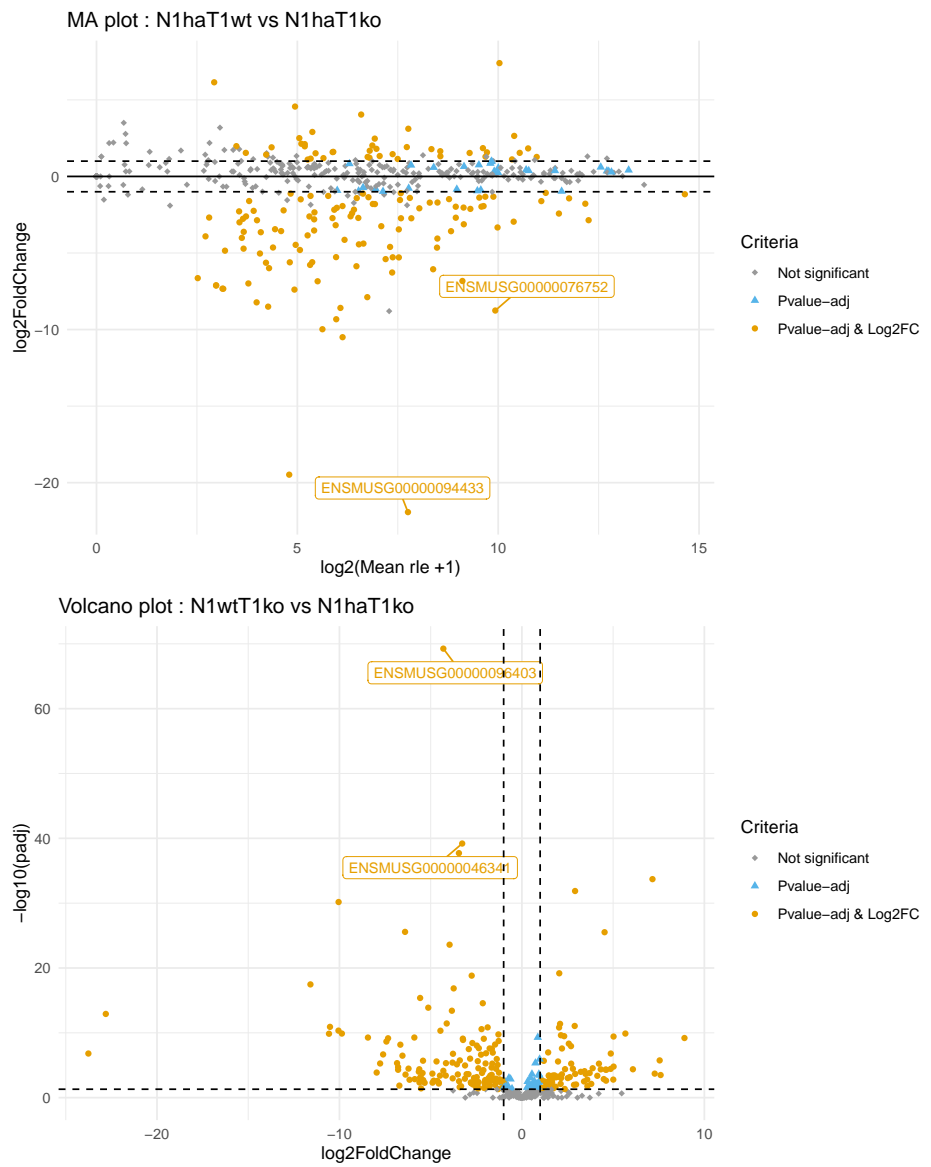 MA plot : N1haT1wt vs N1haT1ko
log2FoldChange
0
−10
−20
ENSMUSG00000076752
ENSMUSG00000094433
0
5
10
15
log2(Mean rle +1)
Criteria
Not significant
Pvalue−adj
Pvalue−adj & Log2FC
Volcano plot : N1wtT1ko vs N1haT1ko
−log10(padj)
60
40
20
0
ENSMUSG00000096403
ENSMUSG00000046341
−20
−10
0
10
log2FoldChange
Criteria
Not significant
Pvalue−adj
Pvalue−adj & Log2FC